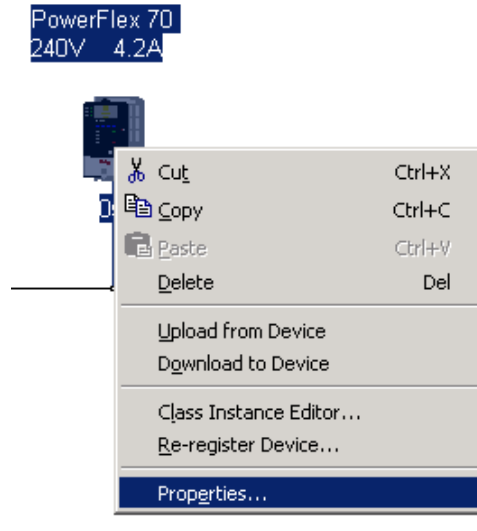 PowerFlex 70
240V 4.2A
Cut Ctrl+X
Copy Ctrl+C
Paste Ctrl+V
Delete Del
Upload from Device
Download to Device
Class Instance Editor...
Re-register Device...
Properties...